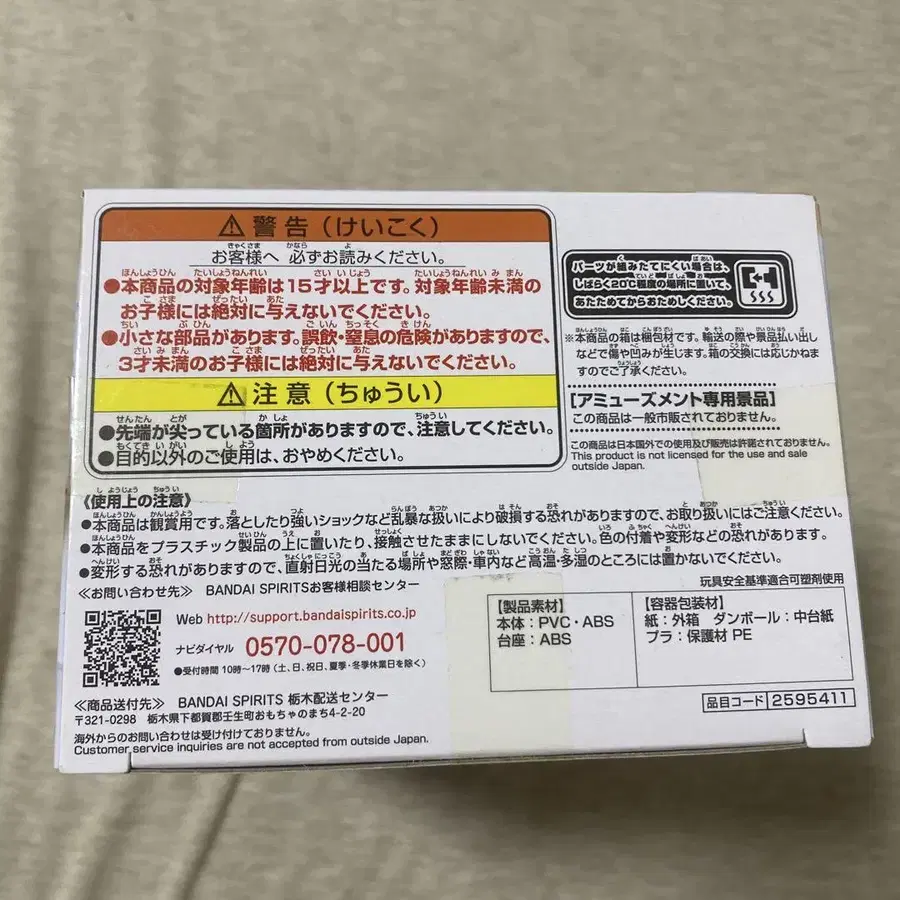 ⚠警告（けいこく）
お客様へ 必ずお読みください。
●本商品の対象年齢は15才以上です。対象年齢未満の
お子様には絶対に与えないでください。
●小さな部品があります。誤飲・窒息の危険がありますので、
3才未満のお子様には絶対に与えないでください。
⚠注意（ちゅうい）
●先端が尖っている箇所がありますので、注意してください。
●目的以外のご使用は、おやめください。
パーツが組みたてにくい場合は、
しばらく20℃程度の場所に置いて、
あたためてからおためしください。
※本商品の箱は梱包材です。輸送の際や景品払い出し
などで傷や凹みが生じます。箱の交換には応じかねま
すのでご了承ください。
【アミューズメント専用景品】
この商品は一般市販されておりません。
この商品は日本国外での使用及び販売は許諾されておりません。
This product is not licensed for the use and sale
outside Japan.
《使用上の注意》
●本商品は観賞用です。落としたり強いショックなど乱暴な扱いにより破損する恐れがありますので、お取り扱いにはご注意ください。
●本商品をプラスチック製品の上に置いたり、接触させたままにしないでください。色の付着や変形などの恐れがあります。
●変形する恐れがありますので、直射日光の当たる場所や窓際・車内など高温・多湿のところには置かないでください。
≪お問い合わせ先≫ BANDAI SPIRITSお客様相談センター
Web http://support.bandaispirits.co.jp
ナビダイヤル 0570-078-001
●受付時間 10時〜17時（土、日、祝日、夏季・冬季休業日を除く）
≪商品送付先≫ BANDAI SPIRITS 栃木配送センター
〒321-0298 栃木県下都賀郡壬生町おもちゃのまち4-2-20
海外からのお問い合わせは受け付けておりません。
Customer service inquiries are not accepted from outside Japan.
玩具安全基準適合可塑剤使用
【製品素材】
本体：PVC・ABS
台座：ABS
【容器包装材】
紙：外箱 ダンボール：中台紙
プラ：保護材 PE
品目コード 2595411